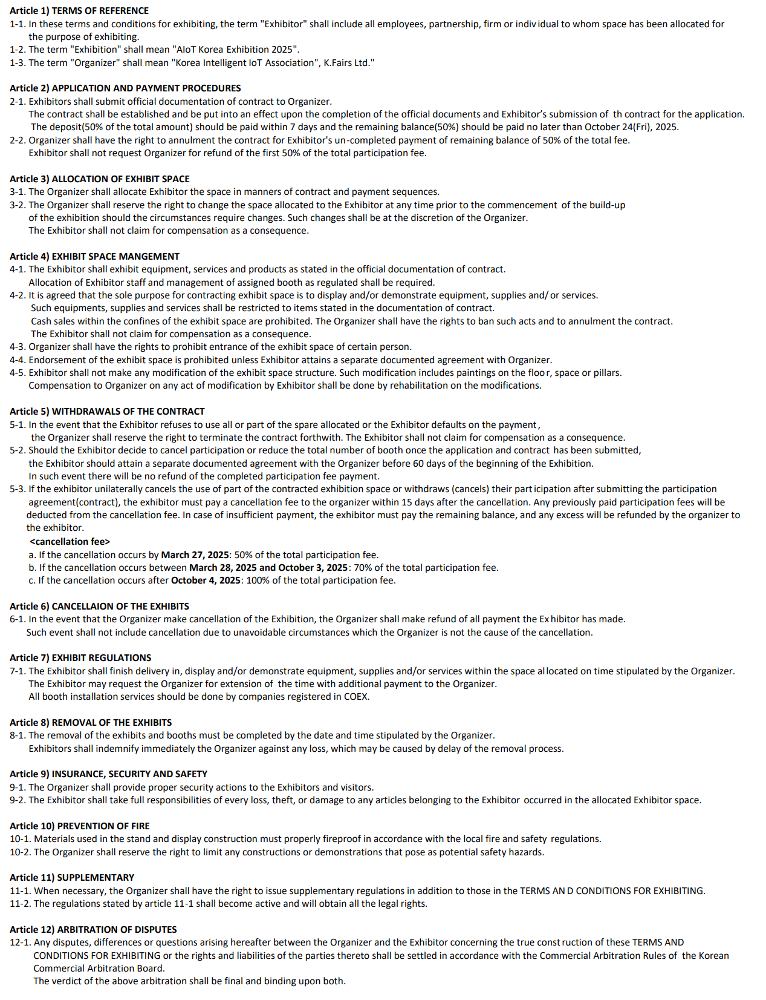 Article 1) TERMS OF REFERENCE
1-1. In these terms and conditions for exhibiting, the term "Exhibitor" shall include all employees, partnership, firm or individual to whom space has been allocated for
the purpose of exhibiting.
1-2. The term "Exhibition" shall mean "AIoT Korea Exhibition 2025".
1-3. The term "Organizer" shall mean "Korea Intelligent IoT Association", K.Fairs Ltd."
Article 2) APPLICATION AND PAYMENT PROCEDURES
2-1. Exhibitors shall submit official documentation of contract to Organizer.
The contract shall be established and be put into an effect upon the completion of the official documents and Exhibitor's submission of th contract for the application.
The deposit(50% of the total amount) should be paid within 7 days and the remaining balance(50%) should be paid no later than October 24(Fri), 2025.
2-2. Organizer shall have the right to annulment the contract for Exhibitor's un-completed payment of remaining balance of 50% of the total fee.
Exhibitor shall not request Organizer for refund of the first 50% of the total participation fee.
Article 3) ALLOCATION OF EXHIBIT SPACE
3-1. The Organizer shall allocate Exhibitor the space in manners of contract and payment sequences.
3-2. The Organizer shall reserve the right to change the space allocated to the Exhibitor at any time prior to the commencement of the build-up
of the exhibition should the circumstances require changes. Such changes shall be at the discretion of the Organizer.
The Exhibitor shall not claim for compensation as a consequence.
Article 4) EXHIBIT SPACE MANGEMENT
4-1. The Exhibitor shall exhibit equipment, services and products as stated in the official documentation of contract.
Allocation of Exhibitor staff and management of assigned booth as regulated shall be required.
4-2. It is agreed that the sole purpose for contracting exhibit space is to display and/or demonstrate equipment, supplies and/or services.
Such equipments, supplies and services shall be restricted to items stated in the documentation of contract.
Cash sales within the confines of the exhibit space are prohibited. The Organizer shall have the rights to ban such acts and to annulment the contract.
The Exhibitor shall not claim for compensation as a consequence.
4-3. Organizer shall have the rights to prohibit entrance of the exhibit space of certain person.
4-4. Endorsement of the exhibit space is prohibited unless Exhibitor attains a separate documented agreement with Organizer.
4-5. Exhibitor shall not make any modification of the exhibit space structure. Such modification includes paintings on the floor, space or pillars.
Compensation to Organizer on any act of modification by Exhibitor shall be done by rehabilitation on the modifications.
Article 5) WITHDRAWALS OF THE CONTRACT
5-1. In the event that the Exhibitor refuses to use all or part of the spare allocated or the Exhibitor defaults on the payment,
the Organizer shall reserve the right to terminate the contract forthwith. The Exhibitor shall not claim for compensation as a consequence.
5-2. Should the Exhibitor decide to cancel participation or reduce the total number of booth once the application and contract has been submitted,
the Exhibitor should attain a separate documented agreement with the Organizer before 60 days of the beginning of the Exhibition.
In such event there will be no refund of the completed participation fee payment.
5-3. If the exhibitor unilaterally cancels the use of part of the contracted exhibition space or withdraws (cancels) their participation after submitting the participation
agreement(contract), the exhibitor must pay a cancellation fee to the organizer within 15 days after the cancellation. Any previously paid participation fees will be
deducted from the cancellation fee. In case of insufficient payment, the exhibitor must pay the remaining balance, and any excess will be refunded by the organizer to
the exhibitor.
<cancellation fee>
a. If the cancellation occurs by March 27, 2025: 50% of the total participation fee.
b. If the cancellation occurs between March 28, 2025 and October 3, 2025: 70% of the total participation fee.
c. If the cancellation occurs after October 4, 2025: 100% of the total participation fee.
Article 6) CANCELLAION OF THE EXHIBITS
6-1. In the event that the Organizer make cancellation of the Exhibition, the Organizer shall make refund of all payment the Exhibitor has made.
Such event shall not include cancellation due to unavoidable circumstances which the Organizer is not the cause of the cancellation.
Article 7) EXHIBIT REGULATIONS
7-1. The Exhibitor shall finish delivery in, display and/or demonstrate equipment, supplies and/or services within the space allocated on time stipulated by the Organizer.
The Exhibitor may request the Organizer for extension of the time with additional payment to the Organizer.
All booth installation services should be done by companies registered in COEX.
Article 8) REMOVAL OF THE EXHIBITS
8-1. The removal of the exhibits and booths must be completed by the date and time stipulated by the Organizer.
Exhibitors shall indemnify immediately the Organizer against any loss, which may be caused by delay of the removal process.
Article 9) INSURANCE, SECURITY AND SAFETY
9-1. The Organizer shall provide proper security actions to the Exhibitors and visitors.
9-2. The Exhibitor shall take full responsibilities of every loss, theft, or damage to any articles belonging to the Exhibitor occurred in the allocated Exhibitor space.
Article 10) PREVENTION OF FIRE
10-1. Materials used in the stand and display construction must properly fireproof in accordance with the local fire and safety regulations.
10-2. The Organizer shall reserve the right to limit any constructions or demonstrations that pose as potential safety hazards.
Article 11) SUPPLEMENTARY
11-1. When necessary, the Organizer shall have the right to issue supplementary regulations in addition to those in the TERMS AND CONDITIONS FOR EXHIBITING.
11-2. The regulations stated by article 11-1 shall become active and will obtain all the legal rights.
Article 12) ARBITRATION OF DISPUTES
12-1. Any disputes, differences or questions arising hereafter between the Organizer and the Exhibitor concerning the true construction of these TERMS AND
CONDITIONS FOR EXHIBITING or the rights and liabilities of the parties thereto shall be settled in accordance with the Commercial Arbitration Rules of the Korean
Commercial Arbitration Board.
The verdict of the above arbitration shall be final and binding upon both.